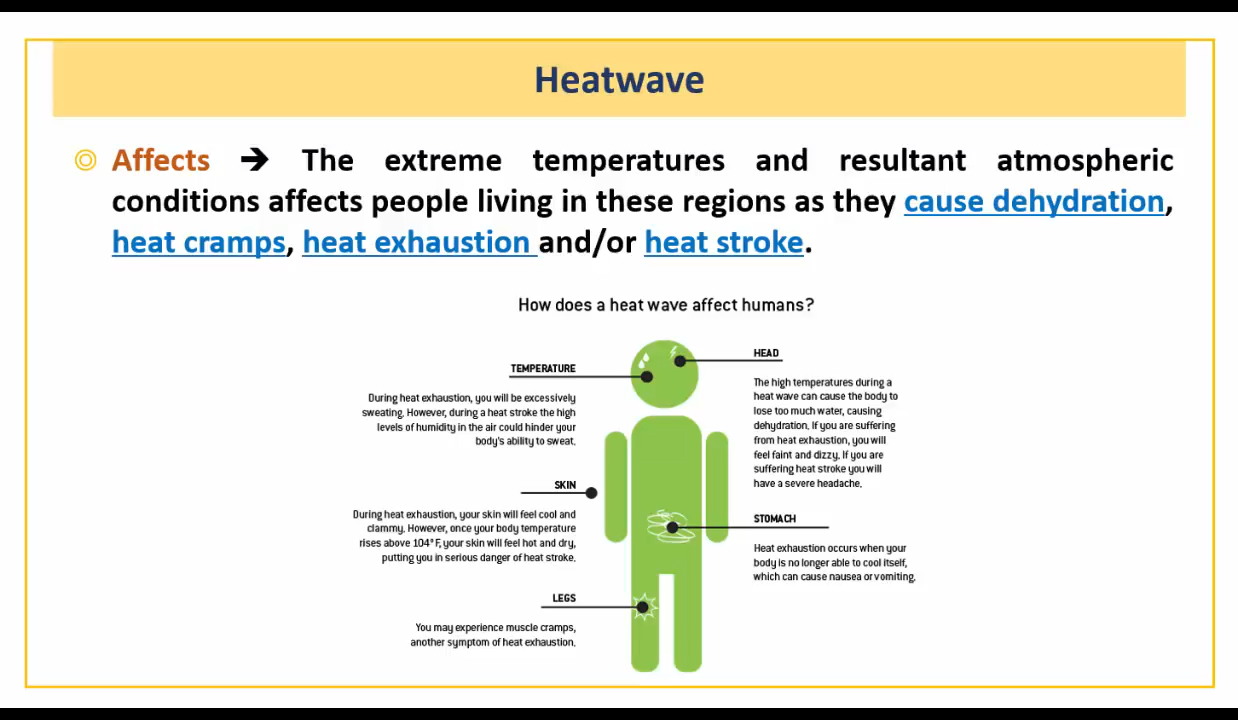 Heatwave
Affects ➔ The extreme temperatures and resultant atmospheric
conditions affects people living in these regions as they cause dehydration,
heat cramps, heat exhaustion and/or heat stroke.
How does a heat wave affect humans?
TEMPERATURE
During heat exhaustion, you will be excessively
sweating. However, during a heat stroke the high
levels of humidity in the air could hinder your
body's ability to sweat.
SKIN
During heat exhaustion, your skin will feel cool and
clammy. However, once your body temperature
rises above 104° F, your skin will feel hot and dry,
putting you in serious danger of heat stroke.
LEGS
You may experience muscle cramps,
another symptom of heat exhaustion.
HEAD
The high temperatures during a
heat wave can cause the body to
lose too much water, causing
dehydration. If you are suffering
from heat exhaustion, you will
feel faint and dizzy. If you are
suffering heat stroke you will
have a severe headache.
STOMACH
Heat exhaustion occurs when your
body is no longer able to cool itself,
which can cause nausea or vomiting.